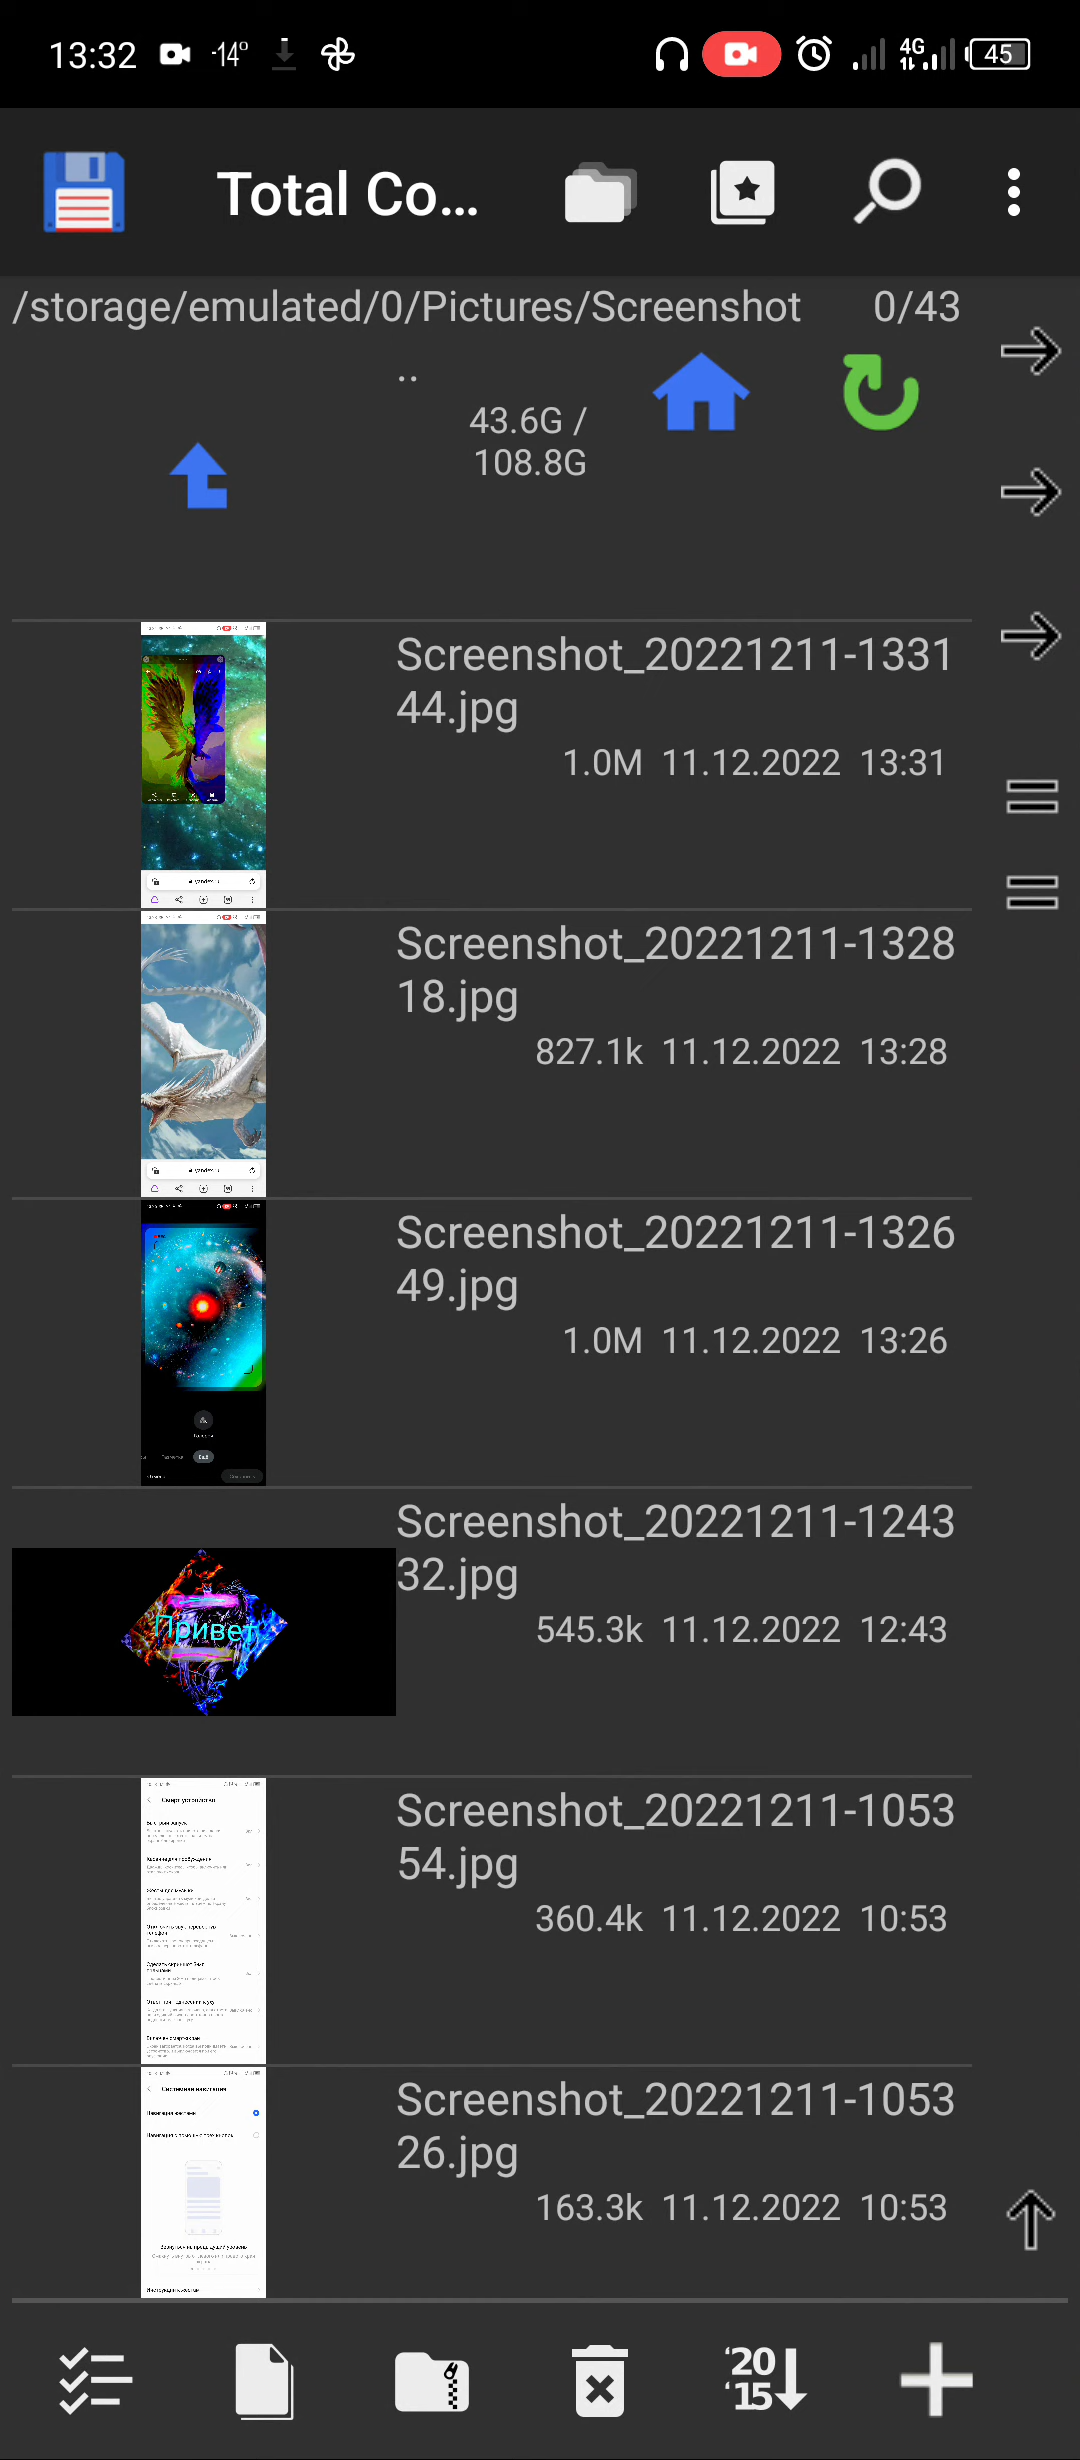 13:32 -14° 4G 45
Total Co...
/storage/emulated/0/Pictures/Screenshot 0/43
..
43.6G /
108.8G
Screenshot_20221211-1331
44.jpg
1.0M 11.12.2022 13:31
Screenshot_20221211-1328
18.jpg
827.1k 11.12.2022 13:28
Screenshot_20221211-1326
49.jpg
1.0M 11.12.2022 13:26
Screenshot_20221211-1243
32.jpg
Привет
545.3k 11.12.2022 12:43
Screenshot_20221211-1053
54.jpg
360.4k 11.12.2022 10:53
Screenshot_20221211-1053
26.jpg
Системная навигация
163.3k 11.12.2022 10:53
'20
'15